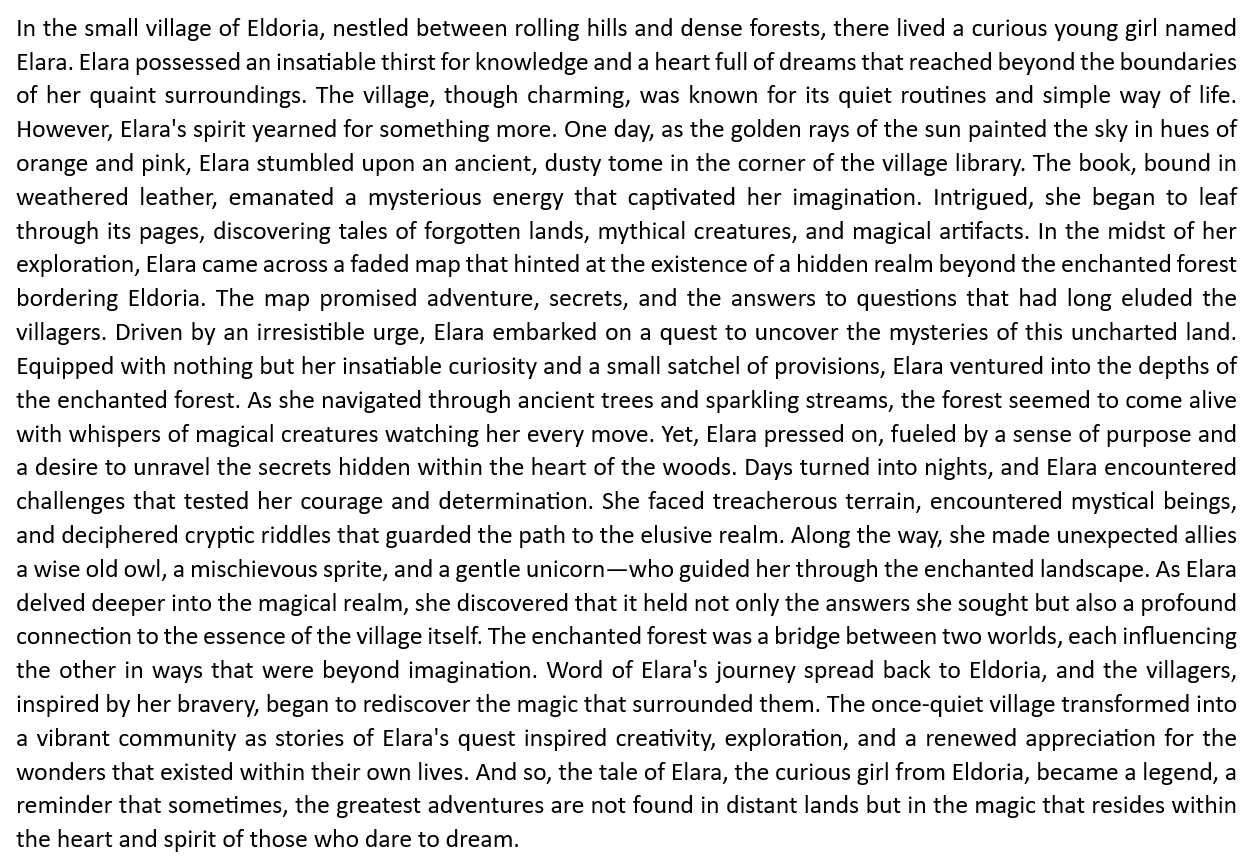 In the small village of Eldoria, nestled between rolling hills and dense forests, there lived a curious young girl named
Elara. Elara possessed an insatiable thirst for knowledge and a heart full of dreams that reached beyond the boundaries
of her quaint surroundings. The village, though charming, was known for its quiet routines and simple way of life.
However, Elara's spirit yearned for something more. One day, as the golden rays of the sun painted the sky in hues of
orange and pink, Elara stumbled upon an ancient, dusty tome in the corner of the village library. The book, bound in
weathered leather, emanated a mysterious energy that captivated her imagination. Intrigued, she began to leaf
through its pages, discovering tales of forgotten lands, mythical creatures, and magical artifacts. In the midst of her
exploration, Elara came across a faded map that hinted at the existence of a hidden realm beyond the enchanted forest
bordering Eldoria. The map promised adventure, secrets, and the answers to questions that had long eluded the
villagers. Driven by an irresistible urge, Elara embarked on a quest to uncover the mysteries of this uncharted land.
Equipped with nothing but her insatiable curiosity and a small satchel of provisions, Elara ventured into the depths of
the enchanted forest. As she navigated through ancient trees and sparkling streams, the forest seemed to come alive
with whispers of magical creatures watching her every move. Yet, Elara pressed on, fueled by a sense of purpose and
a desire to unravel the secrets hidden within the heart of the woods. Days turned into nights, and Elara encountered
challenges that tested her courage and determination. She faced treacherous terrain, encountered mystical beings,
and deciphered cryptic riddles that guarded the path to the elusive realm. Along the way, she made unexpected allies
a wise old owl, a mischievous sprite, and a gentle unicorn—who guided her through the enchanted landscape. As Elara
delved deeper into the magical realm, she discovered that it held not only the answers she sought but also a profound
connection to the essence of the village itself. The enchanted forest was a bridge between two worlds, each influencing
the other in ways that were beyond imagination. Word of Elara's journey spread back to Eldoria, and the villagers,
inspired by her bravery, began to rediscover the magic that surrounded them. The once-quiet village transformed into
a vibrant community as stories of Elara's quest inspired creativity, exploration, and a renewed appreciation for the
wonders that existed within their own lives. And so, the tale of Elara, the curious girl from Eldoria, became a legend, a
reminder that sometimes, the greatest adventures are not found in distant lands but in the magic that resides within
the heart and spirit of those who dare to dream.